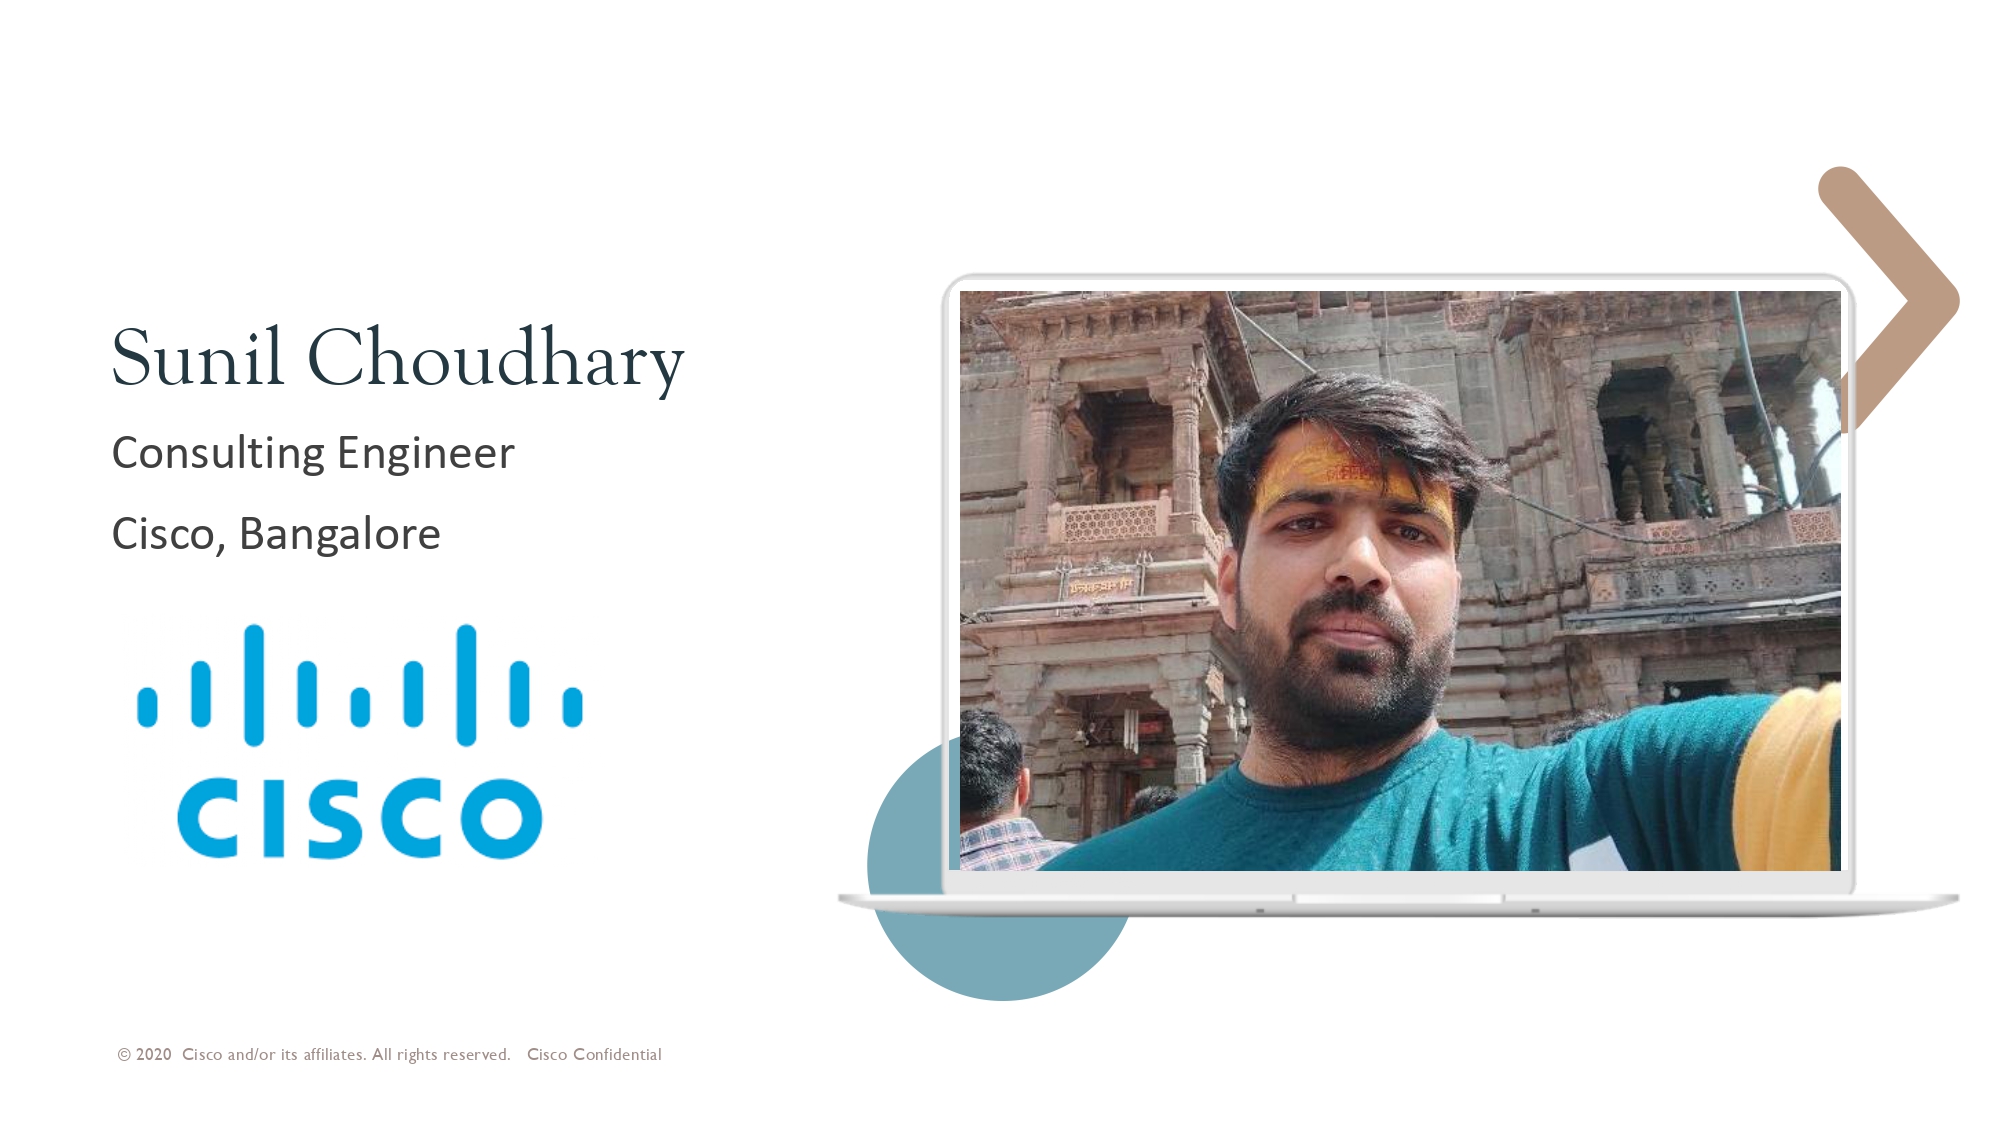 Sunil Choudhary
Consulting Engineer
Cisco, Bangalore
CISCO
© 2020 Cisco and/or its affiliates. All rights reserved. Cisco Confidential